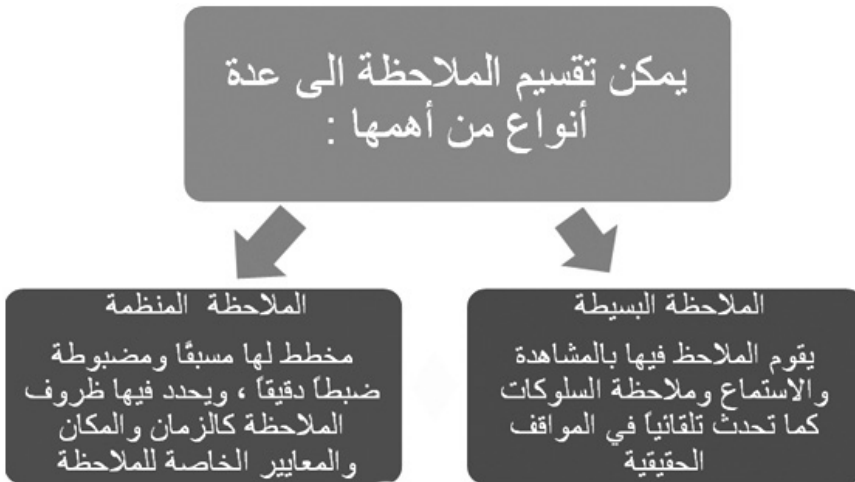 يمكن تقسيم الملاحظة الى عدة
أنواع من أهمها :
الملاحظة البسيطة
يقوم الملاحظ فيها بالمشاهدة
والاستماع وملاحظة السلوكات
كما تحدث تلقائياً في المواقف
الحقيقية
الملاحظة المنظمة
مخطط لها مسبقًا ومضبوطة
ضبطاً دقيقاً ، ويحدد فيها ظروف
الملاحظة كالزمان والمكان
والمعايير الخاصة للملاحظة